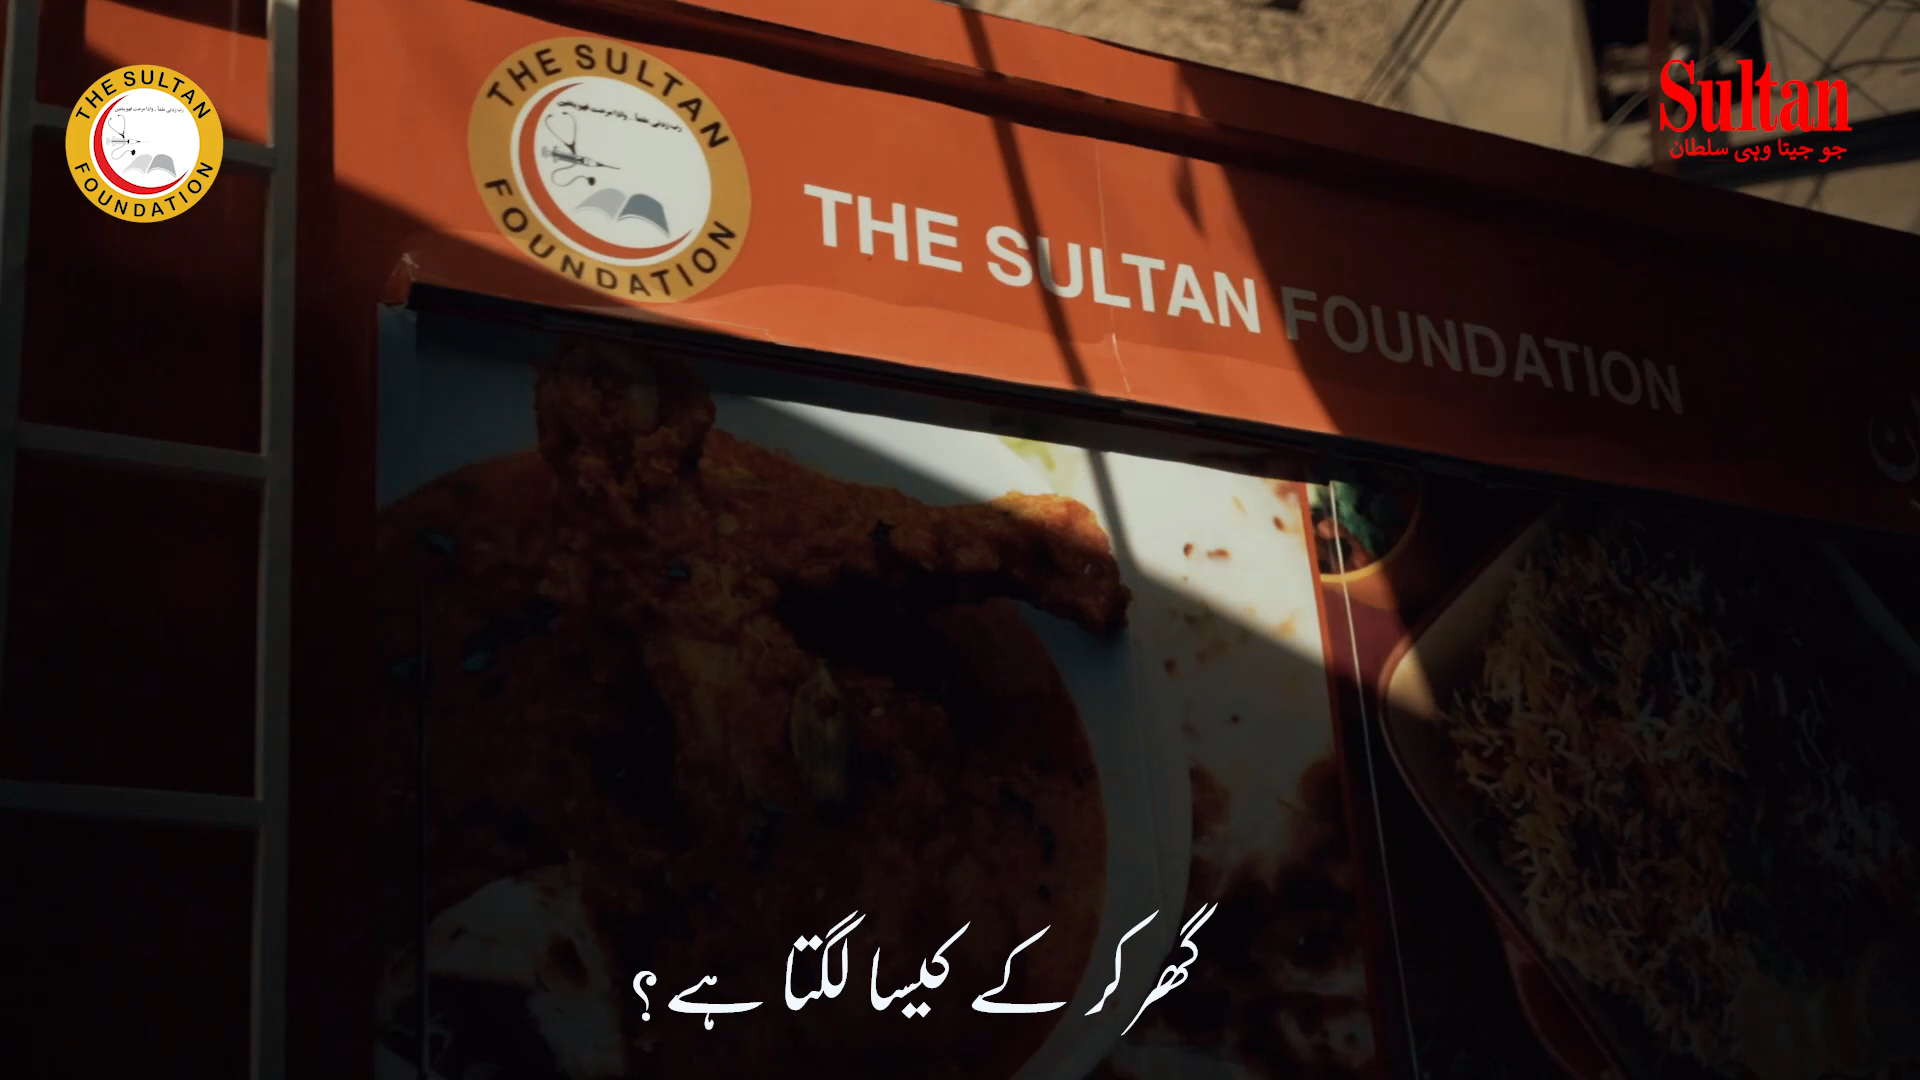 THE SULTAN
FOUNDATION
Sultan
جو جیتا وہی سلطان
THE SULTAN
FOUNDATION
THE SULTAN FOUNDATION
گھر کر کے کیسا لگتا ہے؟